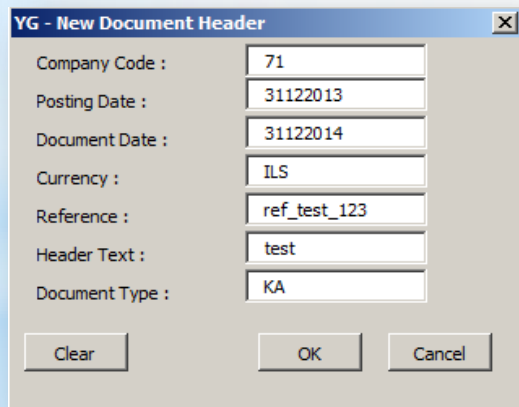 YG - New Document Header
Company Code : 71
Posting Date : 31122013
Document Date : 31122014
Currency : ILS
Reference : ref_test_123
Header Text : test
Document Type : KA
Clear OK Cancel